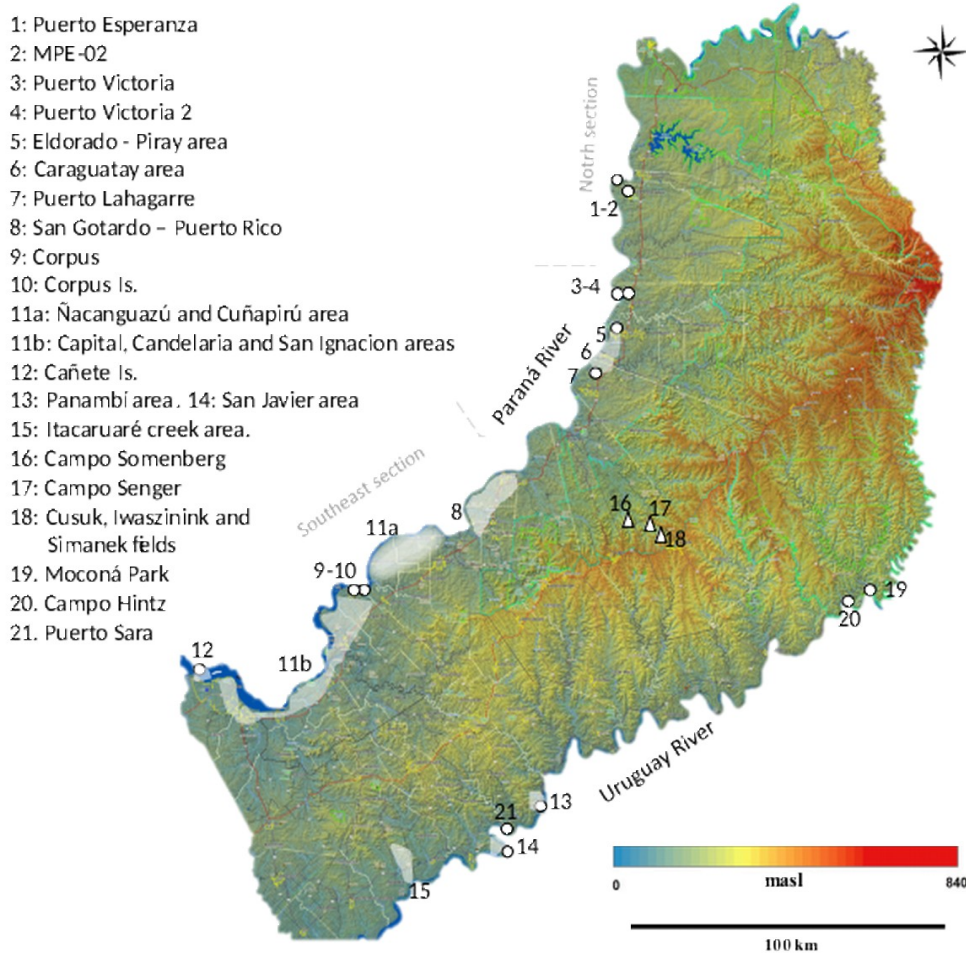 1: Puerto Esperanza
2: MPE-02
3: Puerto Victoria
4: Puerto Victoria 2
5: Eldorado - Piray area
6: Caraguatay area
7: Puerto Lahagarre
8: San Gotardo – Puerto Rico
9: Corpus
10: Corpus Is.
11a: Ñacanguazú and Cuñapirú area
11b: Capital, Candelaria and San Ignacion areas
12: Cañete Is.
13: Panambí area. 14: San Javier area
15: Itacaruaré creek area.
16: Campo Somenberg
17: Campo Senger
18: Cusuk, Iwaszinink and
Simanek fields
19. Moconá Park
20. Campo Hintz
21. Puerto Sara
Notrh section
1-2
3-4
5
6
7
Paraná River
Southeast section
8
11a
9-10
11b
12
16
17
18
19
20
Uruguay River
13
21
14
15
0
masl
840
100 km